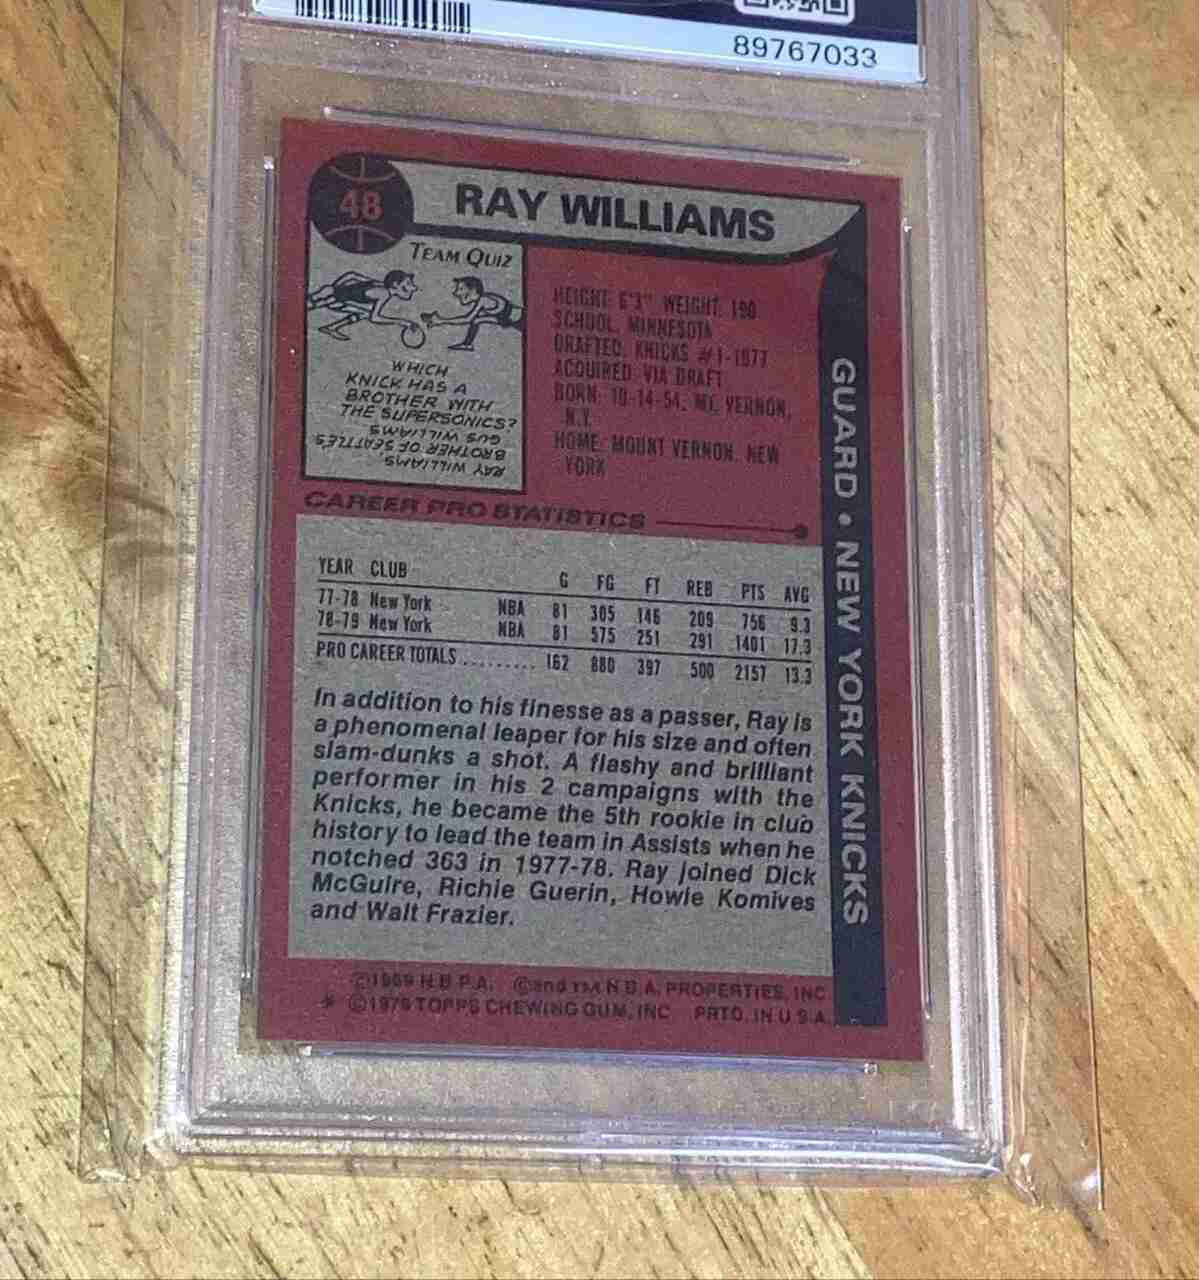 89767033
48
RAY WILLIAMS
TEAM QUIZ
WHICH
KNICK HAS A
BROTHER WITH
THE SUPERSONICS?
RAY WILLIAMS,
BROTHER OF SEATTLE'S
GUS WILLIAMS
HEIGHT: 6'3" WEIGHT: 190
SCHOOL: MINNESOTA
DRAFTED: KNICKS #1-1977
ACQUIRED: VIA DRAFT
BORN: 10-14-54, MT. VERNON,
N.Y.
HOME: MOUNT VERNON, NEW
YORK
GUARD • NEW YORK KNICKS
CAREER PRO STATISTICS
YEAR CLUB G FG FT REB PTS AVG
77-78 New York NBA 81 305 146 209 756 9.3
78-79 New York NBA 81 575 251 291 1401 17.3
PRO CAREER TOTALS ......... 162 880 397 500 2157 13.3
In addition to his finesse as a passer, Ray is
a phenomenal leaper for his size and often
slam-dunks a shot. A flashy and brilliant
performer in his 2 campaigns with the
Knicks, he became the 5th rookie in club
history to lead the team in Assists when he
notched 363 in 1977-78. Ray joined Dick
McGuire, Richie Guerin, Howie Komives
and Walt Frazier.
©1969 N.B.P.A. ©and TM N.B.A. PROPERTIES, INC.
* ©1979 TOPPS CHEWING GUM, INC. PRTD. IN U.S.A.